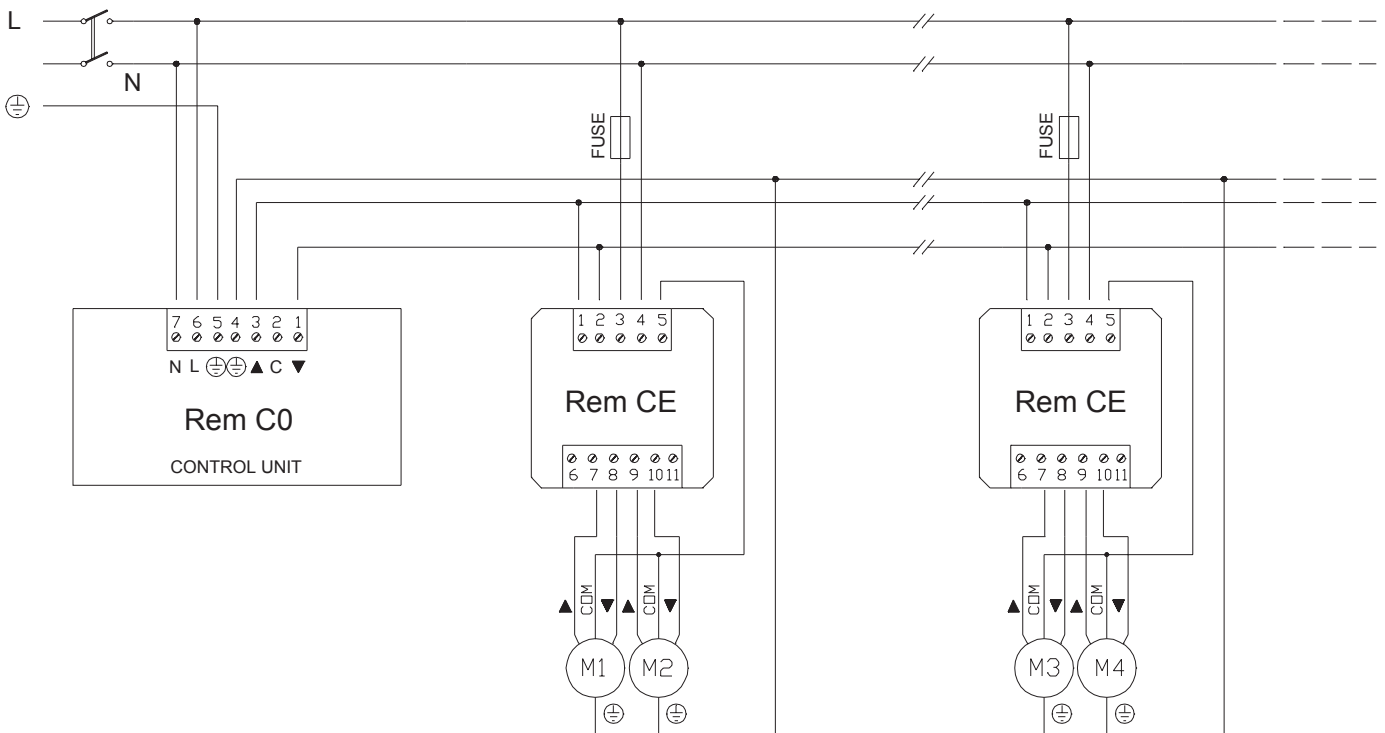 L
N
FUSE
FUSE
7 6 5 4 3 2 1
N L ▲ C ▼
Rem C0
CONTROL UNIT
1 2 3 4 5
Rem CE
6 7 8 9 10 11
1 2 3 4 5
Rem CE
6 7 8 9 10 11
▲ COM ▼ ▲ COM ▼
M1 M2
▲ COM ▼ ▲ COM ▼
M3 M4